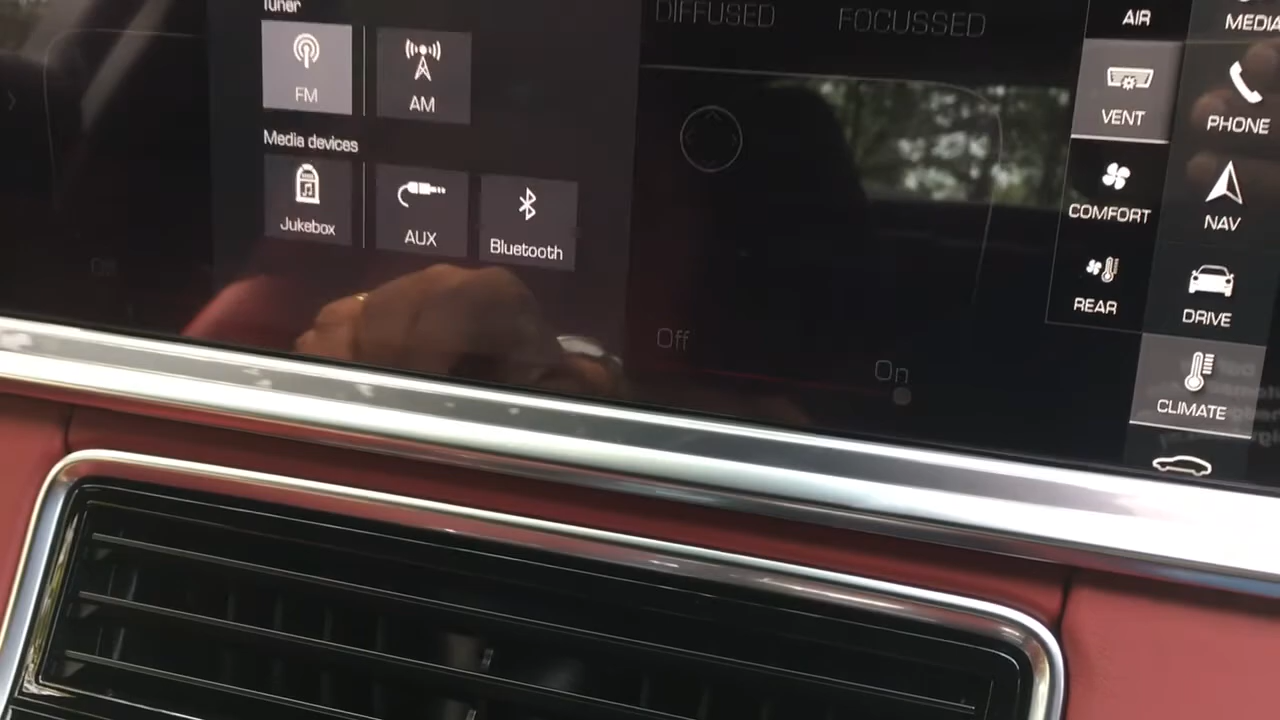 Tuner
FM
AM
Media devices
Jukebox
AUX
Bluetooth
DIFFUSED
FOCUSSED
Off
On
AIR
VENT
COMFORT
REAR
MEDIA
PHONE
NAV
DRIVE
CLIMATE